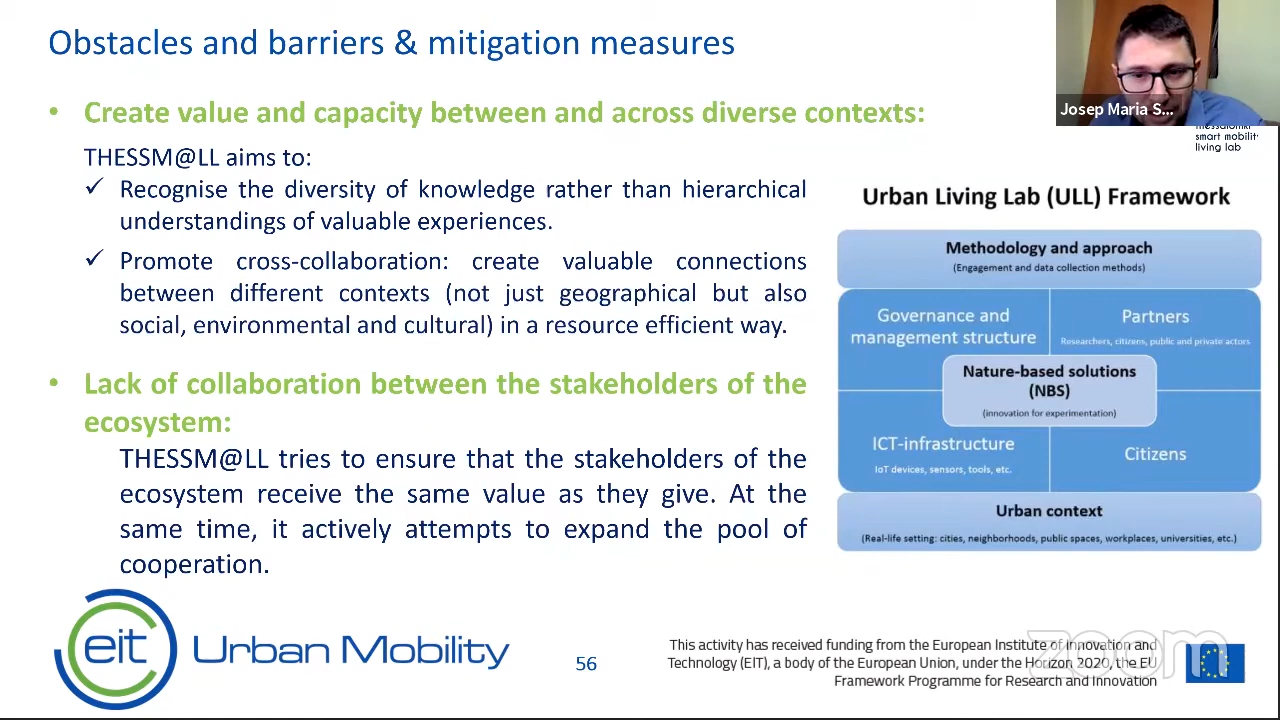 Obstacles and barriers & mitigation measures
• Create value and capacity between and across diverse contexts:
THESSM@LL aims to:
✓ Recognise the diversity of knowledge rather than hierarchical
understandings of valuable experiences.
✓ Promote cross-collaboration: create valuable connections
between different contexts (not just geographical but also
social, environmental and cultural) in a resource efficient way.
• Lack of collaboration between the stakeholders of the
ecosystem:
THESSM@LL tries to ensure that the stakeholders of the
ecosystem receive the same value as they give. At the
same time, it actively attempts to expand the pool of
cooperation.
Josep Maria S...
smart mobility
living lab
Urban Living Lab (ULL) Framework
Methodology and approach
(Engagement and data collection methods)
Governance and
management structure
Partners
Researchers, citizens, public and private actors
Nature-based solutions
(NBS)
(innovation for experimentation)
ICT-infrastructure
IoT devices, sensors, tools, etc.
Citizens
Urban context
(Real-life setting: cities, neighborhoods, public spaces, workplaces, universities, etc.)
eit Urban Mobility
56
This activity has received funding from the European Institute of Innovation and
Technology (EIT), a body of the European Union, under the Horizon 2020, the EU
Framework Programme for Research and Innovation
zoom